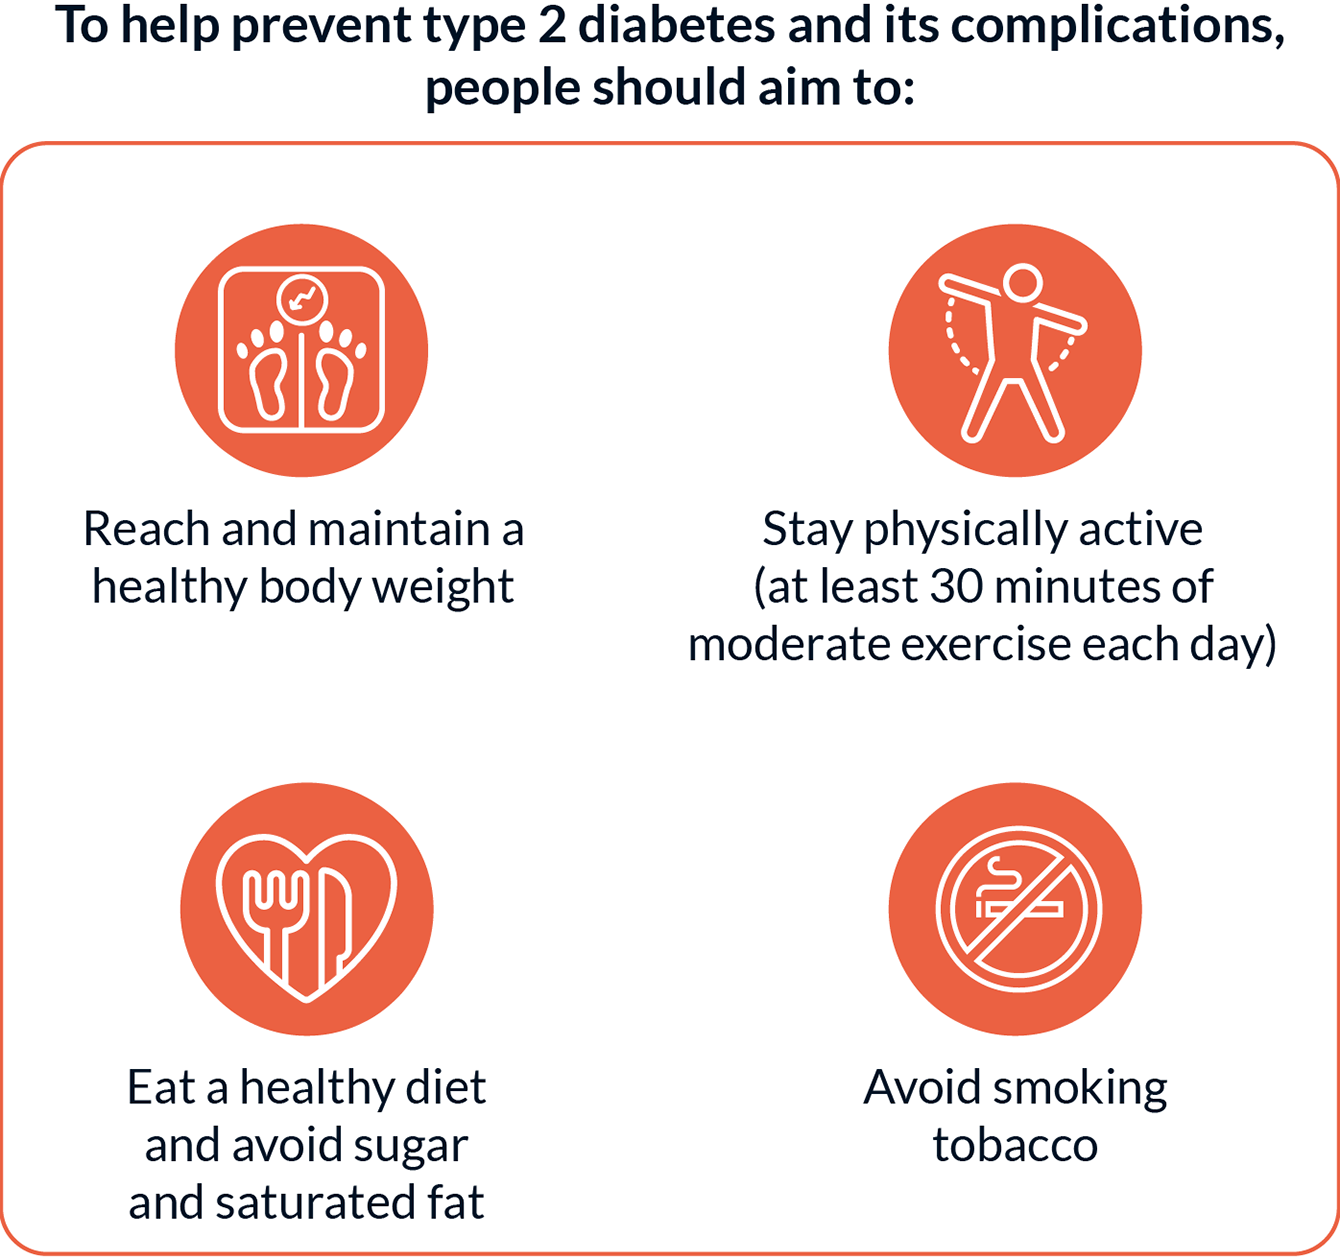 To help prevent type 2 diabetes and its complications,
people should aim to:
Reach and maintain a
healthy body weight
Stay physically active
(at least 30 minutes of
moderate exercise each day)
Eat a healthy diet
and avoid sugar
and saturated fat
Avoid smoking
tobacco